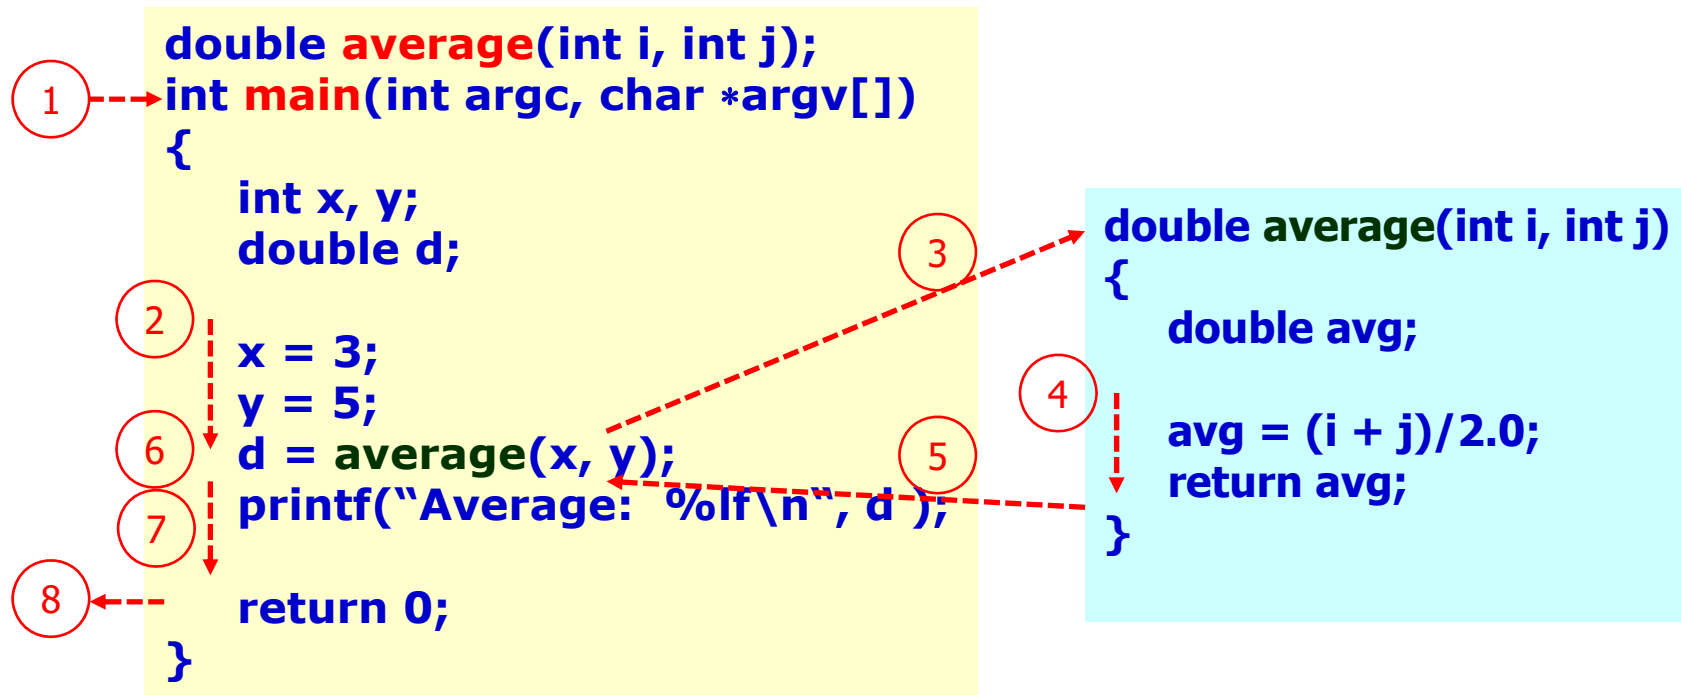 double average(int i, int j);
1
int main(int argc, char *argv[])
{
int x, y;
double d;
2
x = 3;
y = 5;
6
d = average(x, y);
printf(“Average:  %lf\n“, d );
7
8
return 0;
}
3
5
double average(int i, int j)
{
double avg;
4
avg = (i + j)/2.0;
return avg;
}